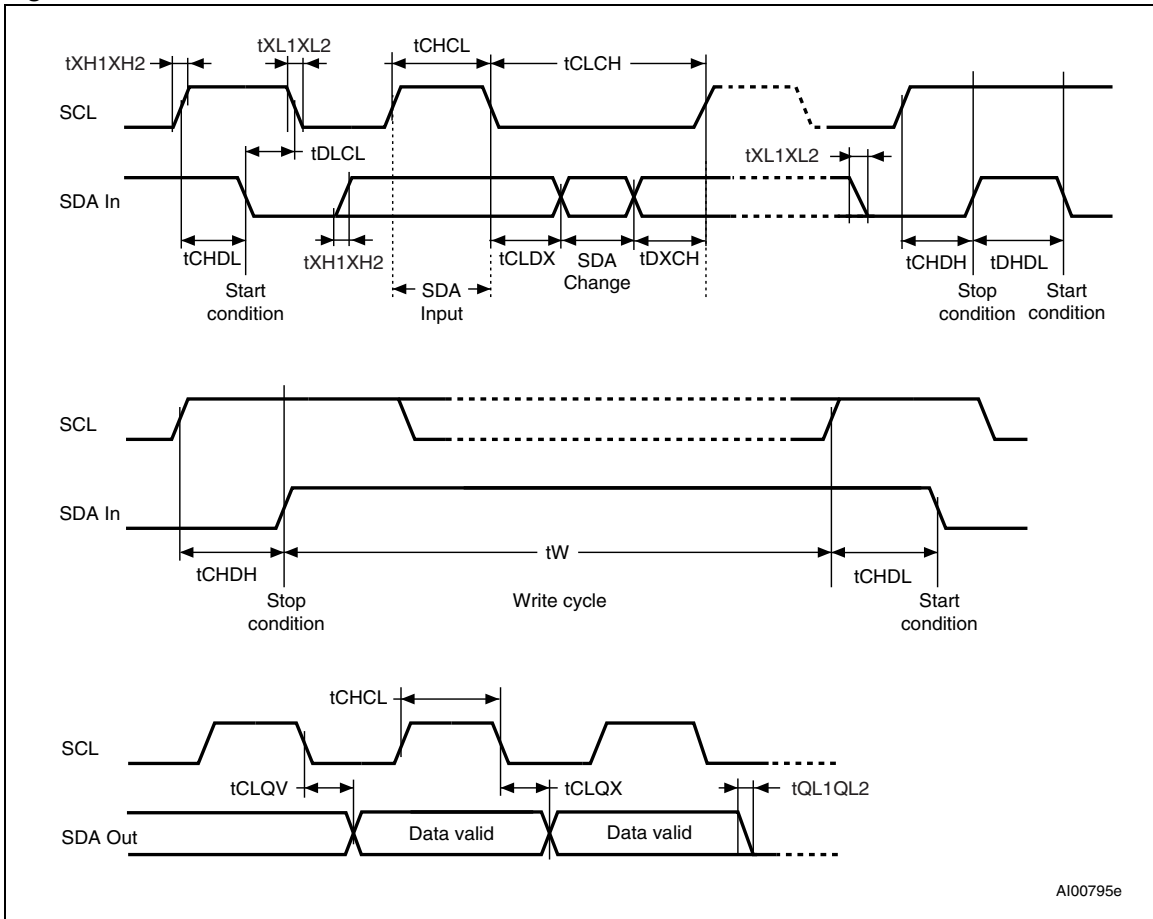 tXH1XH2
tXL1XL2
tCHCL
tCLCH
SCL
tDLCL
tXL1XL2
SDA In
tCHDL
tXH1XH2
tCLDX
SDA
Change
tDXCH
tCHDH
tDHDL
Start
condition
SDA
Input
Stop
condition
Start
condition
SCL
SDA In
tCHDH
tW
tCHDL
Stop
condition
Write cycle
Start
condition
tCHCL
SCL
tCLQV
tCLQX
tQL1QL2
SDA Out
Data valid
Data valid
AI00795e